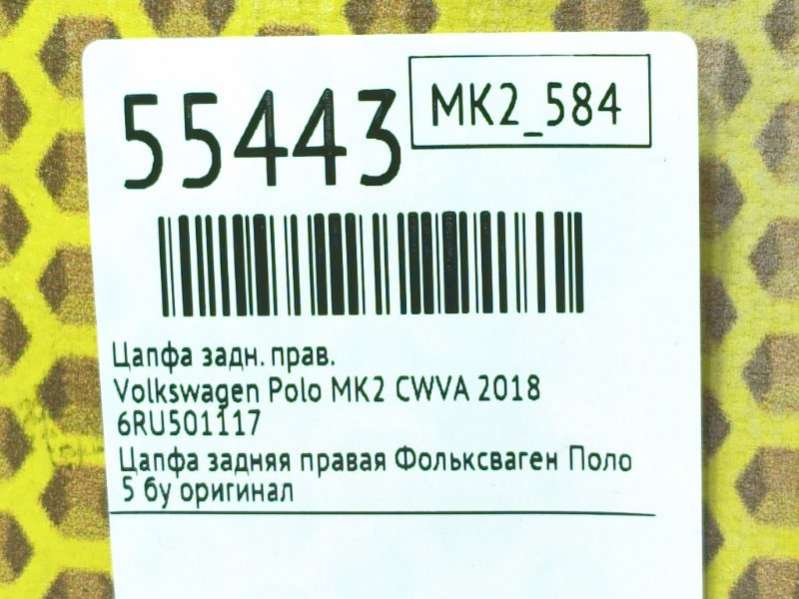 55443
MK2_584
Цапфа задн. прав.
Volkswagen Polo MK2 CWVA 2018
6RU501117
Цапфа задняя правая Фольксваген Поло
5 бу оригинал